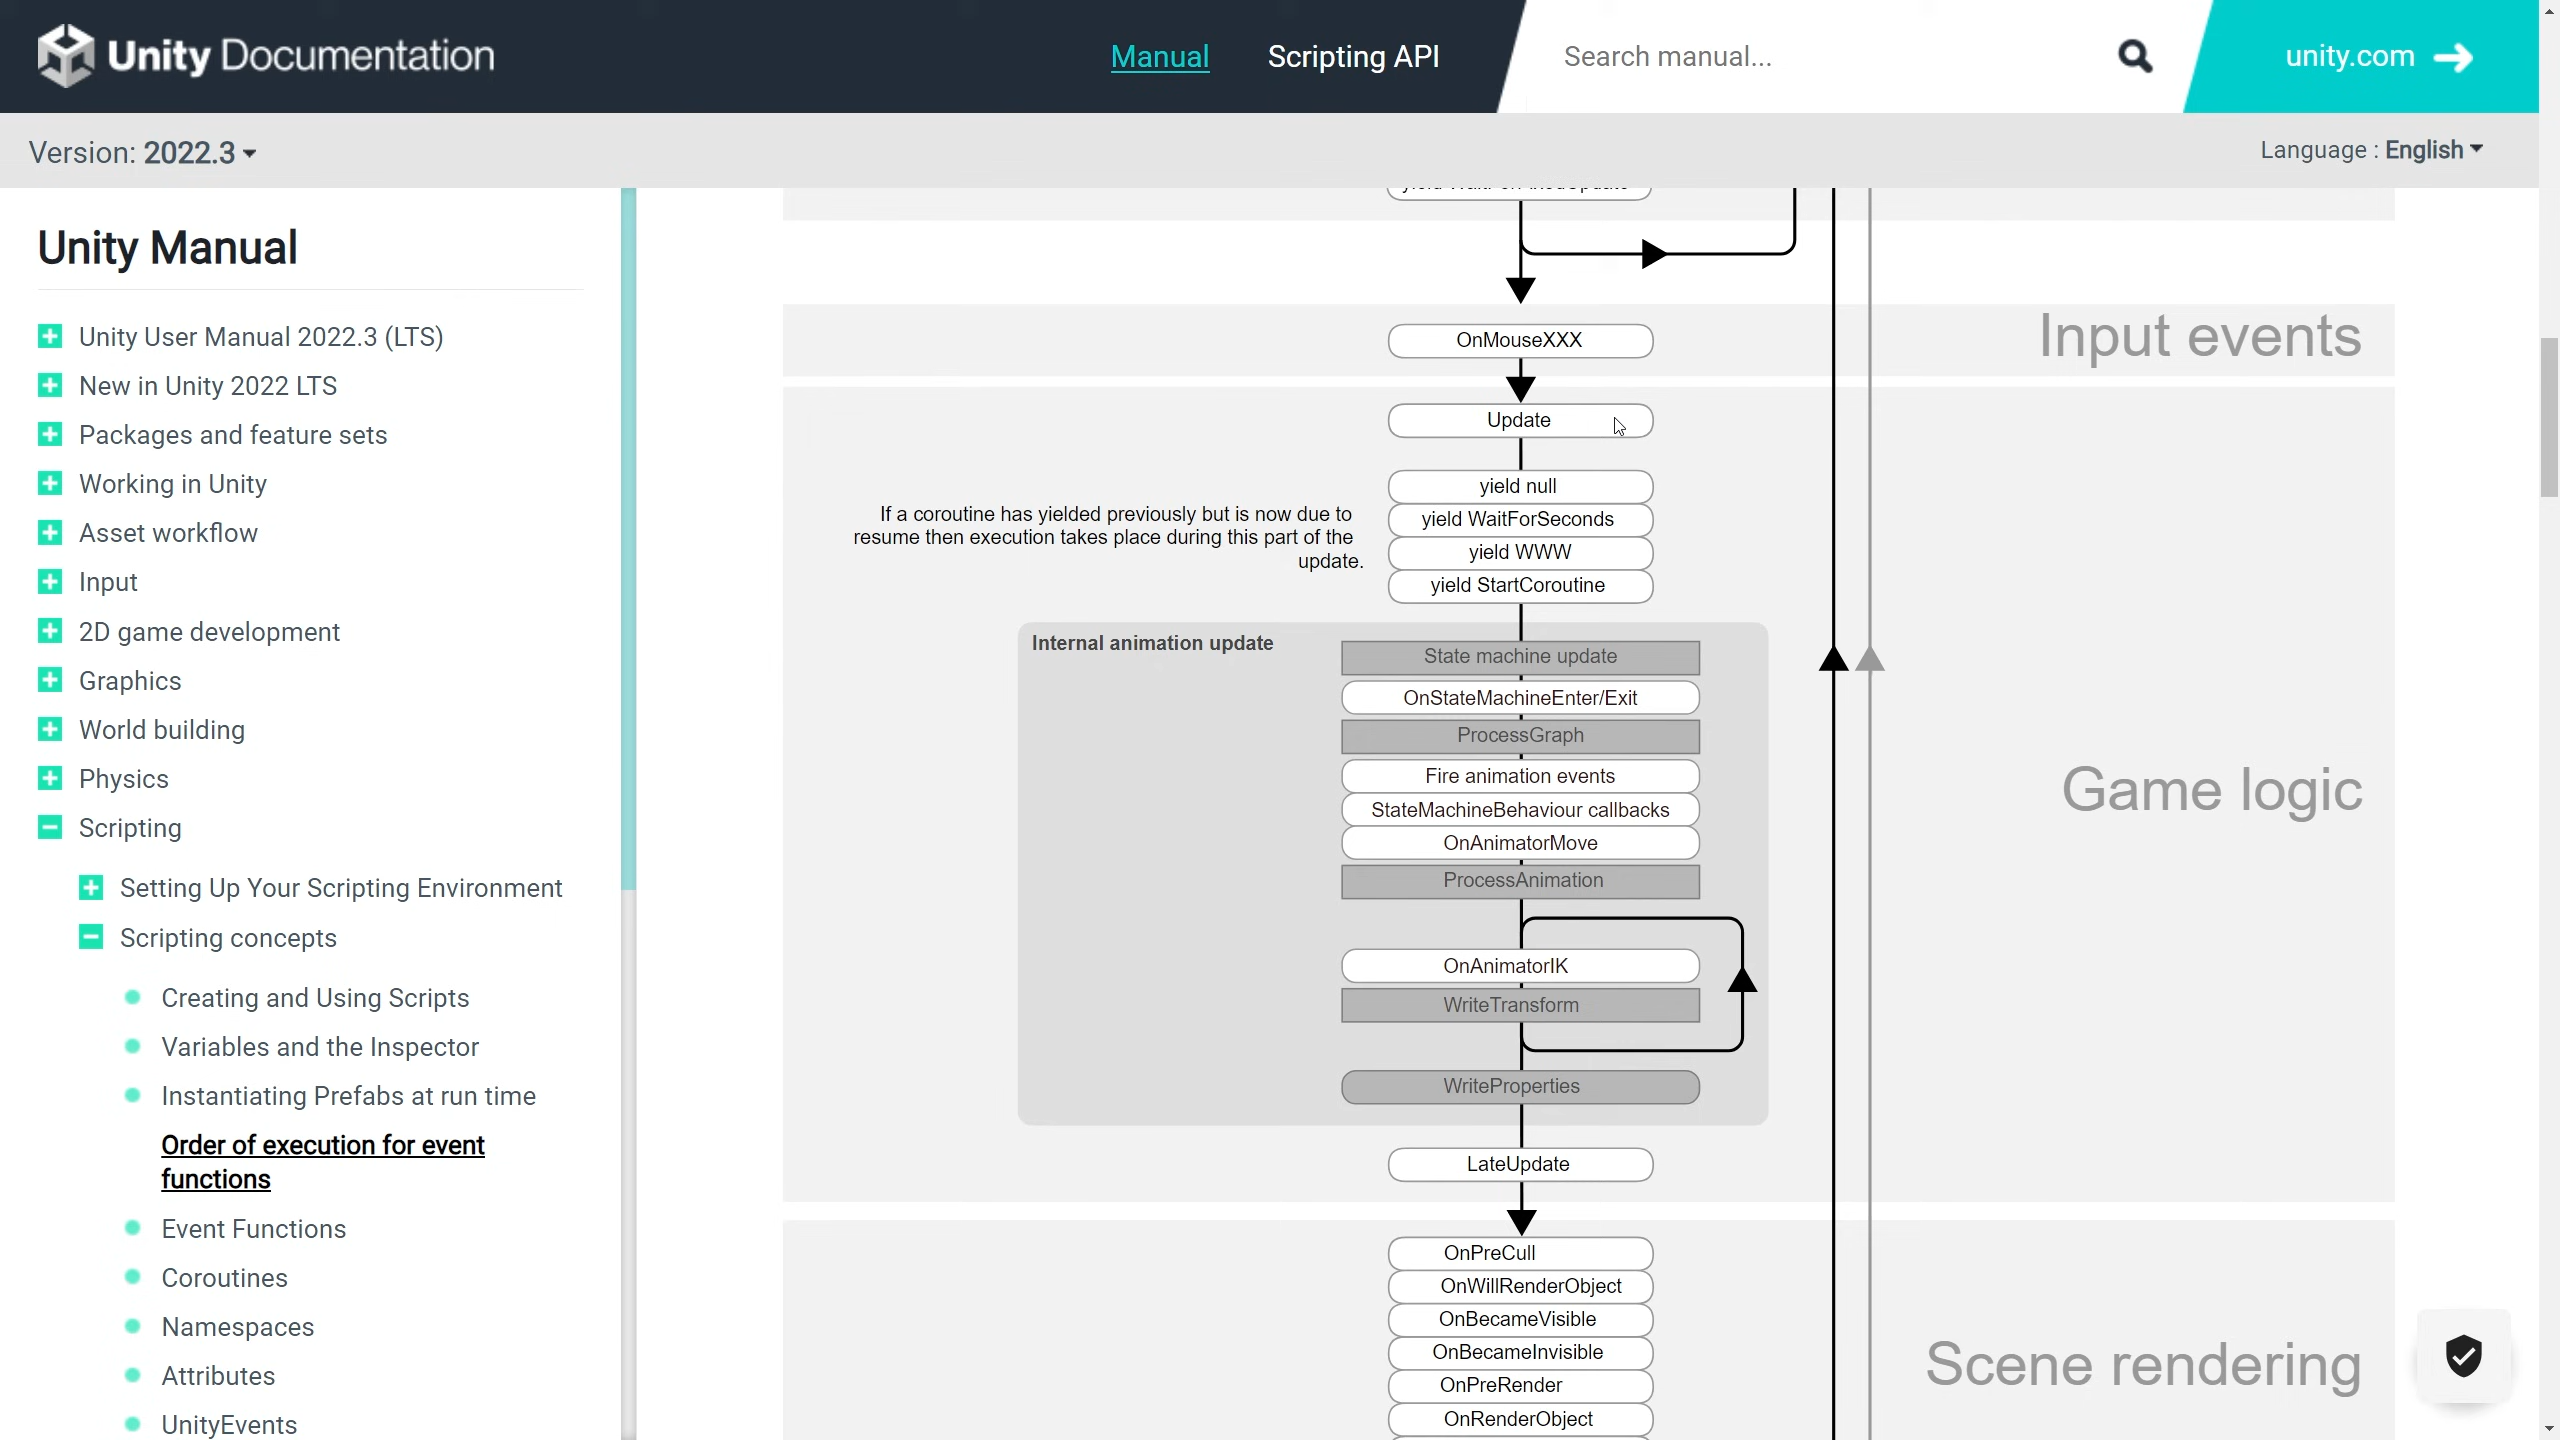 Unity Documentation
Manual
Scripting API
Search manual...
unity.com
Version: 2022.3
Language : English
Unity Manual
Unity User Manual 2022.3 (LTS)
New in Unity 2022 LTS
Packages and feature sets
Working in Unity
Asset workflow
Input
2D game development
Graphics
World building
Physics
Scripting
Setting Up Your Scripting Environment
Scripting concepts
Creating and Using Scripts
Variables and the Inspector
Instantiating Prefabs at run time
Order of execution for event
functions
Event Functions
Coroutines
Namespaces
Attributes
UnityEvents
OnMouseXXX
Input events
Update
yield null
If a coroutine has yielded previously but is now due to
resume then execution takes place during this part of the
update.
yield WaitForSeconds
yield WWW
yield StartCoroutine
Internal animation update
State machine update
OnStateMachineEnter/Exit
ProcessGraph
Fire animation events
StateMachineBehaviour callbacks
OnAnimatorMove
ProcessAnimation
OnAnimatorIK
WriteTransform
WriteProperties
LateUpdate
Game logic
OnPreCull
OnWillRenderObject
OnBecameVisible
OnBecameInvisible
OnPreRender
OnRenderObject
Scene rendering